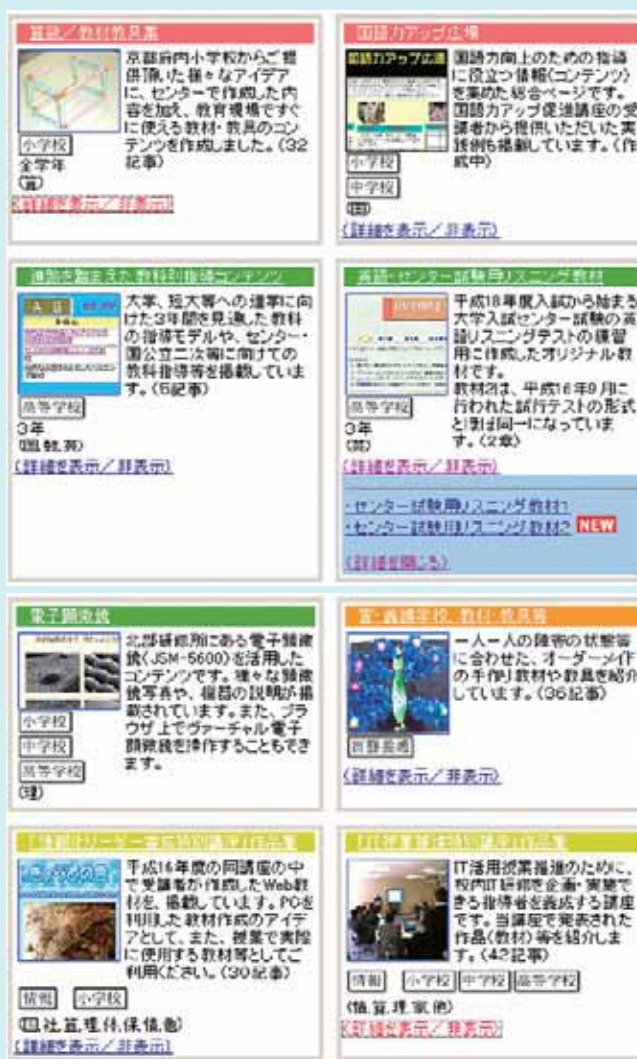 算数／教材教具集
京都府内小学校からご提
供頂いた様々なアイデア
に、センターで作成した内
容を加え、教育現場ですぐ
に使える教材・教具のコン
テンツを作成しました。(32
記事)
小学校
全学年
(算)
(詳細を表示／非表示)
国語力アップ広場
国語力アップ広場
国語力向上のための指導
に役立つ情報(コンテンツ)
を集めた総合ページです。
国語力アップ促進講座の受
講者から提供いただいた実
践例も掲載しています。(作
成中)
小学校
中学校
(国)
(詳細を表示／非表示)
進路を踏まえた教科別指導コンテンツ
大学、短大等への進学に向
けた3年間を見通した教科
の指導モデルや、センター・
国公立二次等に向けての
教科指導等を掲載していま
す。(5記事)
高等学校
3年
(国,数,英)
(詳細を表示／非表示)
英語・センター試験用リスニング教材
平成18年度入試から始まる
大学入試センター試験の英
語リスニングテストの練習
用に作成したオリジナル教
材です。
教材2は、平成16年9月に
行われた試行テストの形式
とほぼ同一になっていま
す。(2章)
高等学校
3年
(英)
(詳細を表示／非表示)
・センター試験用リスニング教材1
・センター試験用リスニング教材2 NEW
(詳細を閉じる)
電子顕微鏡
北部研修所にある電子顕微
鏡(JSM-5600)を活用した
コンテンツです。様々な顕微
鏡写真や、機器の説明が掲
載されています。また、ブラ
ウザ上でヴァーチャル電子
顕微鏡を操作することもでき
ます。
小学校
中学校
高等学校
(理)
盲・聾・養護学校、教材・教具等
一人一人の障害の状態等
に合わせた、オーダーメイド
の手作り教材や教具を紹介
しています。(36記事)
盲聾養護
(詳細を表示／非表示)
平成16年度の同講座の中
で受講者が作成したWeb教
材を、掲載しています。PCを
利用した教材作成のアイデ
アとして、また、授業で実際
に使用する教材等としてご
利用ください。(30記事)
情報 小学校
(国,社,算,理,体,保,情,他)
(詳細を表示／非表示)
IT活用授業推進のために、
校内IT研修を企画・実施で
きる指導者を養成する講座
です。当講座で発表された
作品(教材)等を紹介しま
す。(42記事)
情報 小学校 中学校 高等学校
(情,算,理,家,他)
(詳細を表示／非表示)